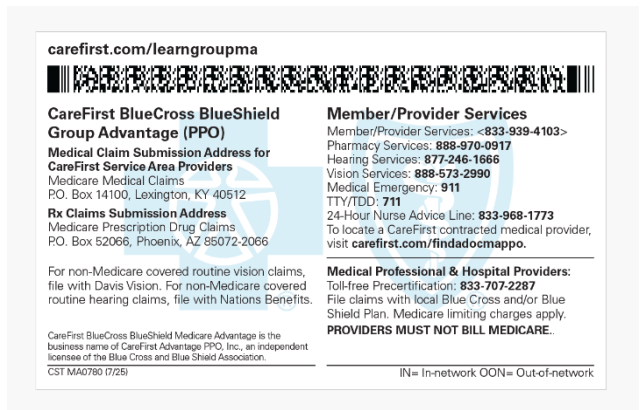 carefirst.com/learngroupma
CareFirst BlueCross BlueShield
Group Advantage (PPO)
Medical Claim Submission Address for
CareFirst Service Area Providers
Medicare Medical Claims
P.O. Box 14100, Lexington, KY 40512
Rx Claims Submission Address
Medicare Prescription Drug Claims
P.O. Box 52066, Phoenix, AZ 85072-2066
For non-Medicare covered routine vision claims,
file with Davis Vision. For non-Medicare covered
routine hearing claims, file with Nations Benefits.
CareFirst BlueCross BlueShield Medicare Advantage is the
business name of CareFirst Advantage PPO, Inc., an independent
licensee of the Blue Cross and Blue Shield Association.
CST MA0780 (7/25)
Member/Provider Services
Member/Provider Services: <833-939-4103>
Pharmacy Services: 888-970-0917
Hearing Services: 877-246-1666
Vision Services: 888-573-2990
Medical Emergency: 911
TTY/TDD: 711
24-Hour Nurse Advice Line: 833-968-1773
To locate a CareFirst contracted medical provider,
visit carefirst.com/findadocmappo.
Medical Professional & Hospital Providers:
Toll-free Precertification: 833-707-2287
File claims with local Blue Cross and/or Blue
Shield Plan. Medicare limiting charges apply.
PROVIDERS MUST NOT BILL MEDICARE..
IN= In-network OON= Out-of-network